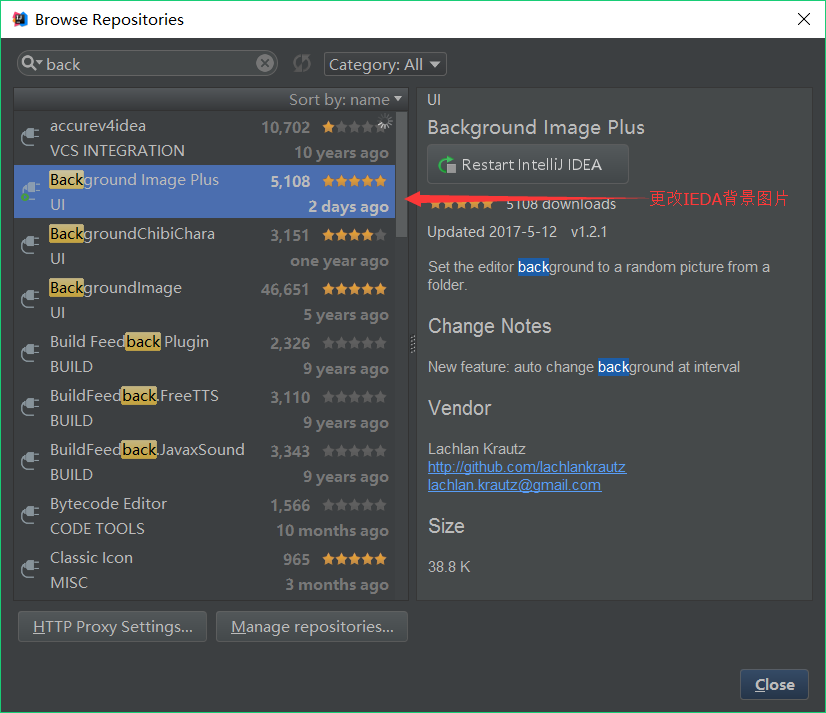 Browse Repositories
back
Category: All
Sort by: name
accurev4idea 10,702
VCS INTEGRATION 10 years ago
Background Image Plus 5,108
UI 2 days ago
BackgroundChibiChara 3,151
UI one year ago
BackgroundImage 46,651
UI 5 years ago
Build Feedback Plugin 2,326
BUILD 9 years ago
BuildFeedback.FreeTTS 3,110
BUILD 9 years ago
BuildFeedback.JavaxSound 3,343
BUILD 9 years ago
Bytecode Editor 1,566
CODE TOOLS 10 months ago
Classic Icon 965
MISC 3 months ago
UI
Background Image Plus
Restart IntelliJ IDEA
5108 downloads
更改IEDA背景图片
Updated 2017-5-12 v1.2.1
Set the editor background to a random picture from a
folder.
Change Notes
New feature: auto change background at interval
Vendor
Lachlan Krautz
http://github.com/lachlankrautz
lachlan.krautz@gmail.com
Size
38.8 K
HTTP Proxy Settings...
Manage repositories...
Close